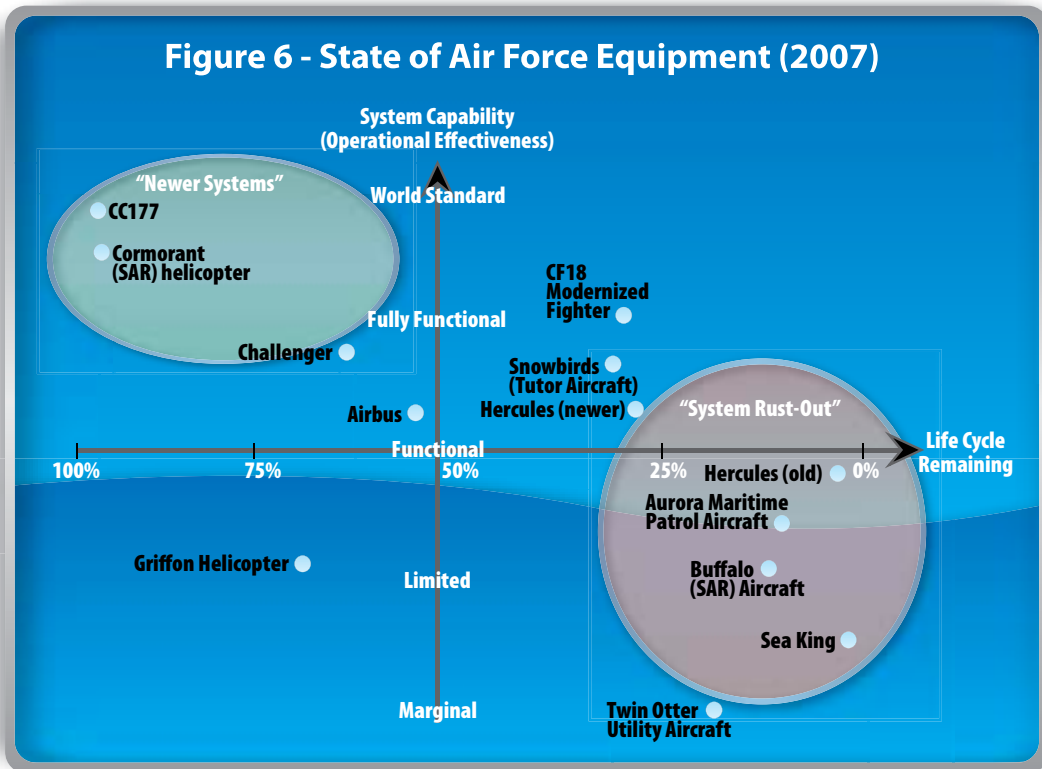 Figure 6 - State of Air Force Equipment (2007)
System Capability
(Operational Effectiveness)
“Newer Systems”
World Standard
CC177
Cormorant
(SAR) helicopter
CF18
Modernized
Fighter
Fully Functional
Challenger
Snowbirds
(Tutor Aircraft)
Airbus
Hercules (newer)
“System Rust-Out”
Functional
Life Cycle
Remaining
100%
75%
50%
25%
0%
Hercules (old)
Aurora Maritime
Patrol Aircraft
Griffon Helicopter
Limited
Buffalo
(SAR) Aircraft
Sea King
Marginal
Twin Otter
Utility Aircraft